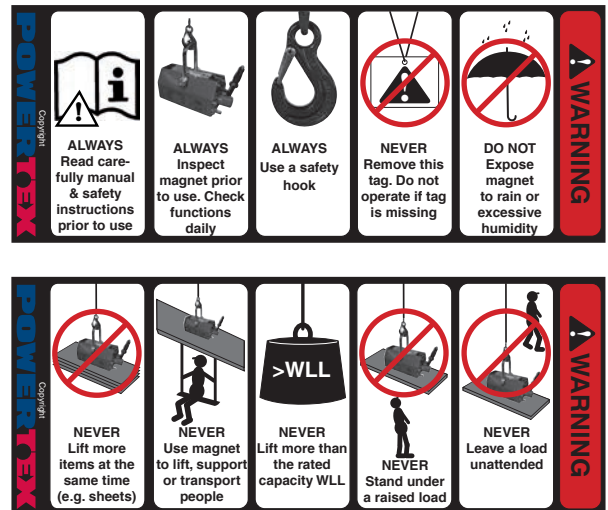 POWERTEX
Copyright
ALWAYS
Read care-
fully manual
& safety
instructions
prior to use
ALWAYS
Inspect
magnet prior
to use. Check
functions
daily
ALWAYS
Use a safety
hook
NEVER
Remove this
tag. Do not
operate if tag
is missing
DO NOT
Expose
magnet
to rain or
excessive
humidity
WARNING
POWERTEX
Copyright
NEVER
Lift more
items at the
same time
(e.g. sheets)
NEVER
Use magnet
to lift, support
or transport
people
>WLL
NEVER
Lift more than
the rated
capacity WLL
NEVER
Stand under
a raised load
NEVER
Leave a load
unattended
WARNING